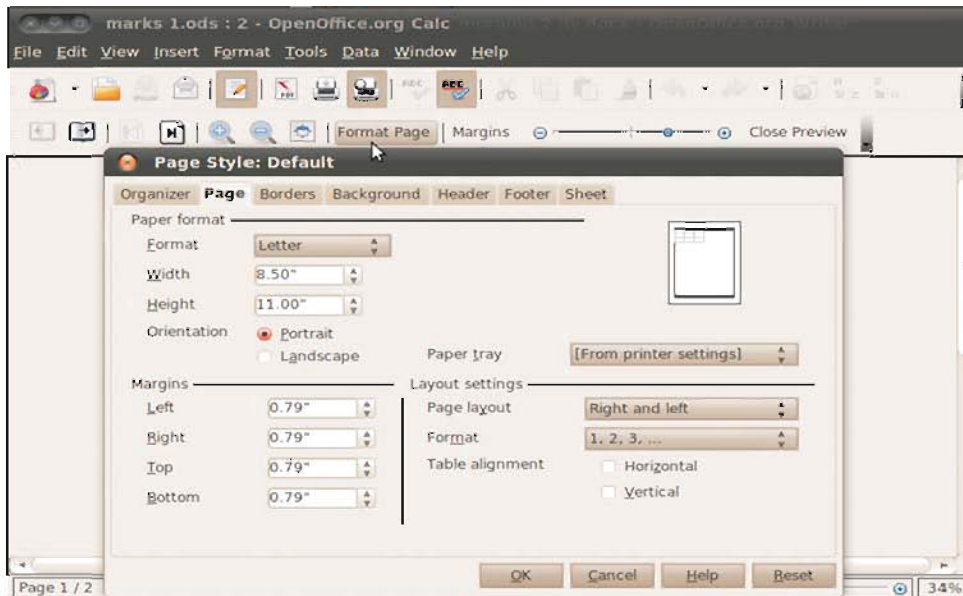 marks 1.ods : 2 - OpenOffice.org Calc
File Edit View Insert Format Tools Data Window Help
Format Page Margins Close Preview
Page Style: Default
Organizer Page Borders Background Header Footer Sheet
Paper format
Format Letter
Width 8.50"
Height 11.00"
Orientation Portrait
Landscape
Paper tray [From printer settings]
Margins Layout settings
Left 0.79" Page layout Right and left
Right 0.79" Format 1, 2, 3, ...
Top 0.79" Table alignment Horizontal
Vertical
Bottom 0.79"
OK Cancel Help Reset
Page 1 / 2 34%